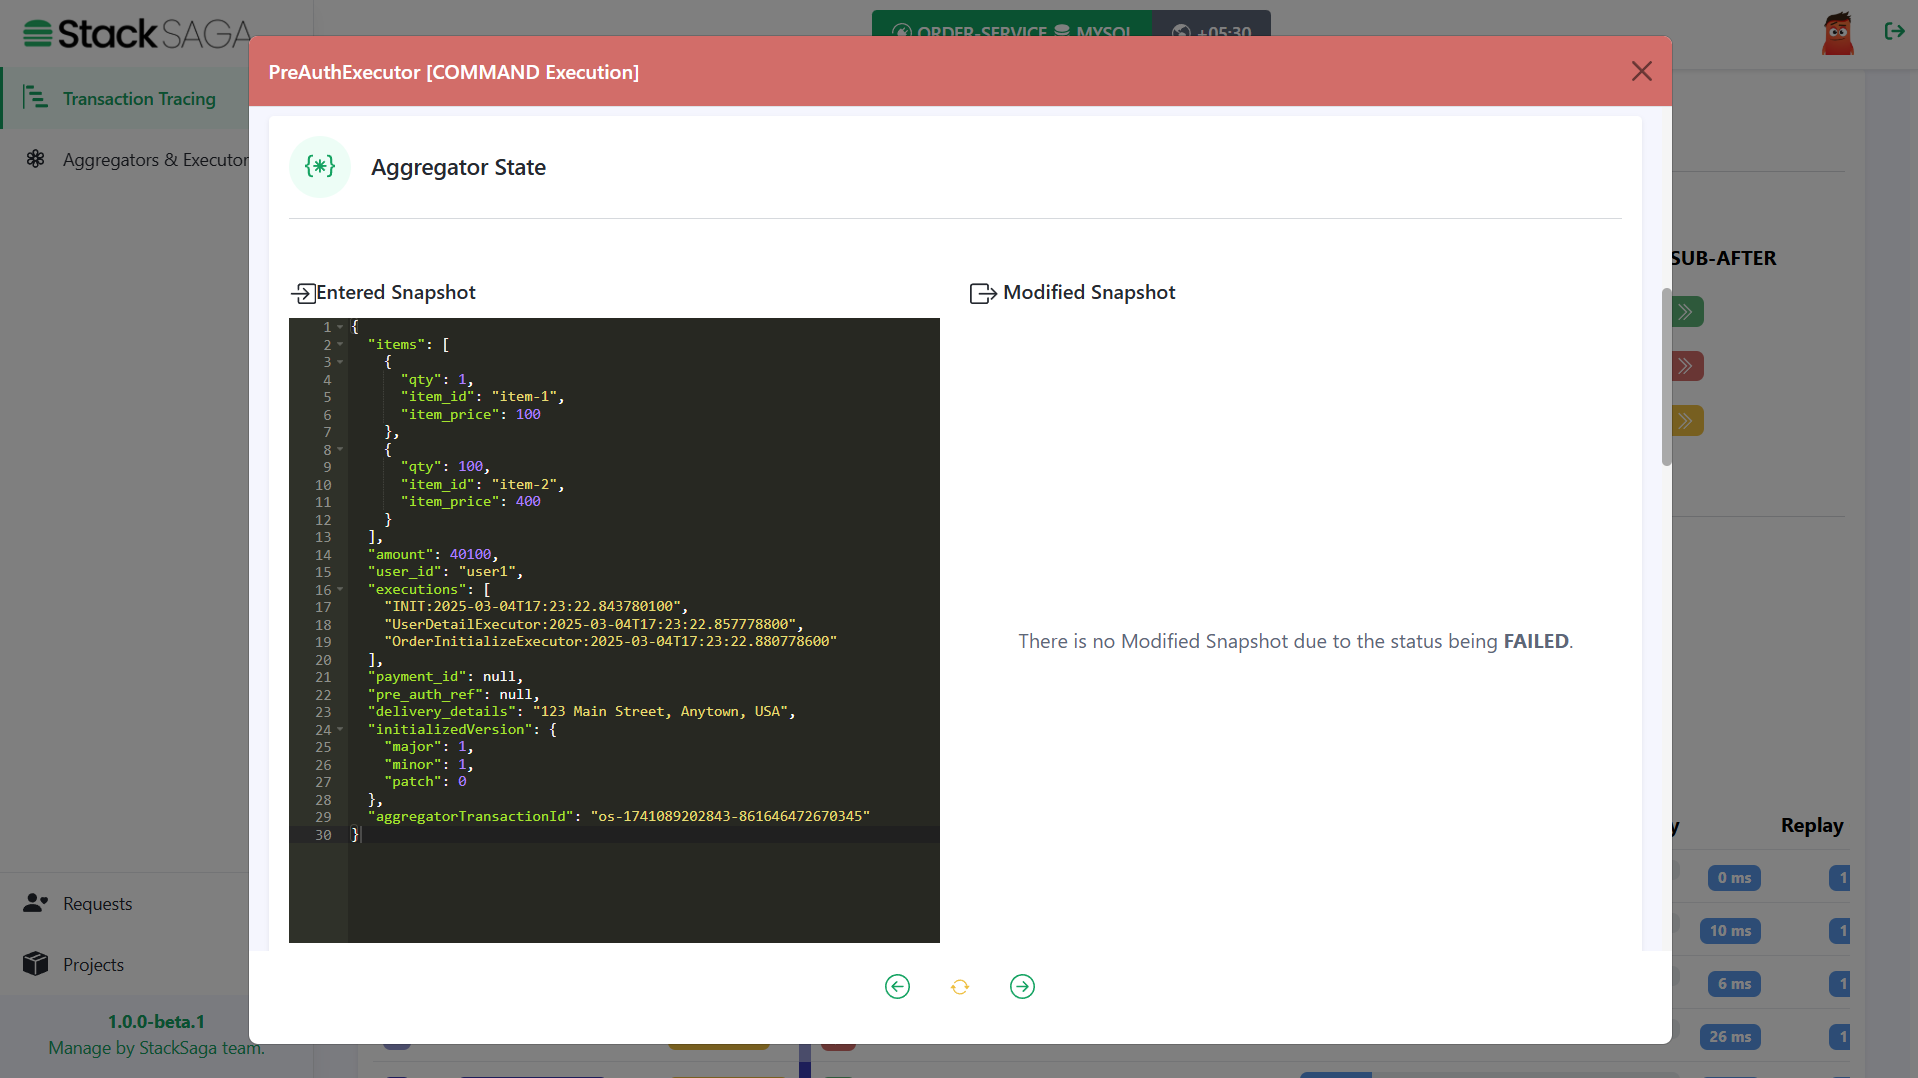 StackSAGA
ORDER-SERVICE MYSQL
+05:30
PreAuthExecutor [COMMAND Execution]
Transaction Tracing
Aggregators & Executor
Aggregator State
SUB-AFTER
Entered Snapshot
Modified Snapshot
1 {
2 "items": [
3 {
4 "qty": 1,
5 "item_id": "item-1",
6 "item_price": 100
7 },
8 {
9 "qty": 100,
10 "item_id": "item-2",
11 "item_price": 400
12 }
13 ],
14 "amount": 40100,
15 "user_id": "user1",
16 "executions": [
17 "INIT:2025-03-04T17:23:22.843780100",
18 "UserDetailExecutor:2025-03-04T17:23:22.857778800",
19 "OrderInitializeExecutor:2025-03-04T17:23:22.880778600"
20 ],
21 "payment_id": null,
22 "pre_auth_ref": null,
23 "delivery_details": "123 Main Street, Anytown, USA",
24 "initializedVersion": {
25 "major": 1,
26 "minor": 1,
27 "patch": 0
28 },
29 "aggregatorTransactionId": "os-1741089202843-861646472670345"
30 }
There is no Modified Snapshot due to the status being FAILED.
y Replay
0 ms 1
10 ms 1
6 ms 1
26 ms 1
Requests
Projects
1.0.0-beta.1
Manage by StackSaga team.